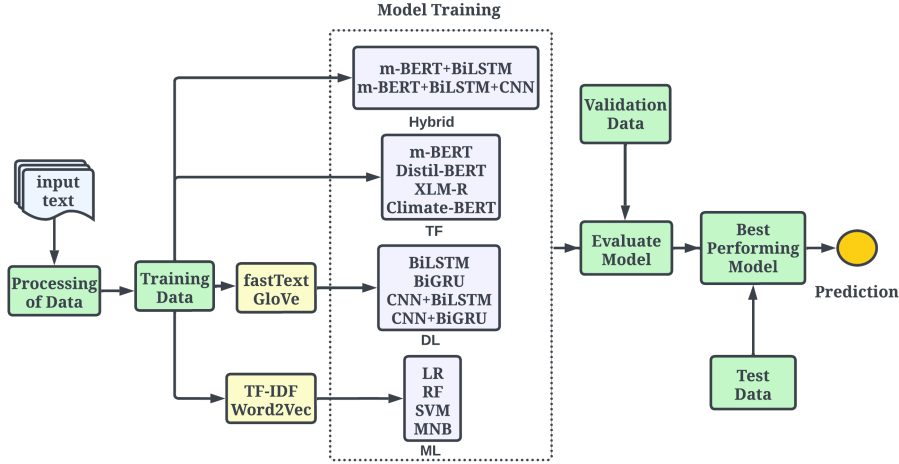 Model Training
m-BERT+BiLSTM
m-BERT+BiLSTM+CNN
Hybrid
m-BERT
Distil-BERT
XLM-R
Climate-BERT
TF
input
text
Processing
of Data
Training
Data
fastText
GloVe
BiLSTM
BiGRU
CNN+BiLSTM
CNN+BiGRU
DL
TF-IDF
Word2Vec
LR
RF
SVM
MNB
ML
Validation
Data
Evaluate
Model
Best
Performing
Model
Prediction
Test
Data